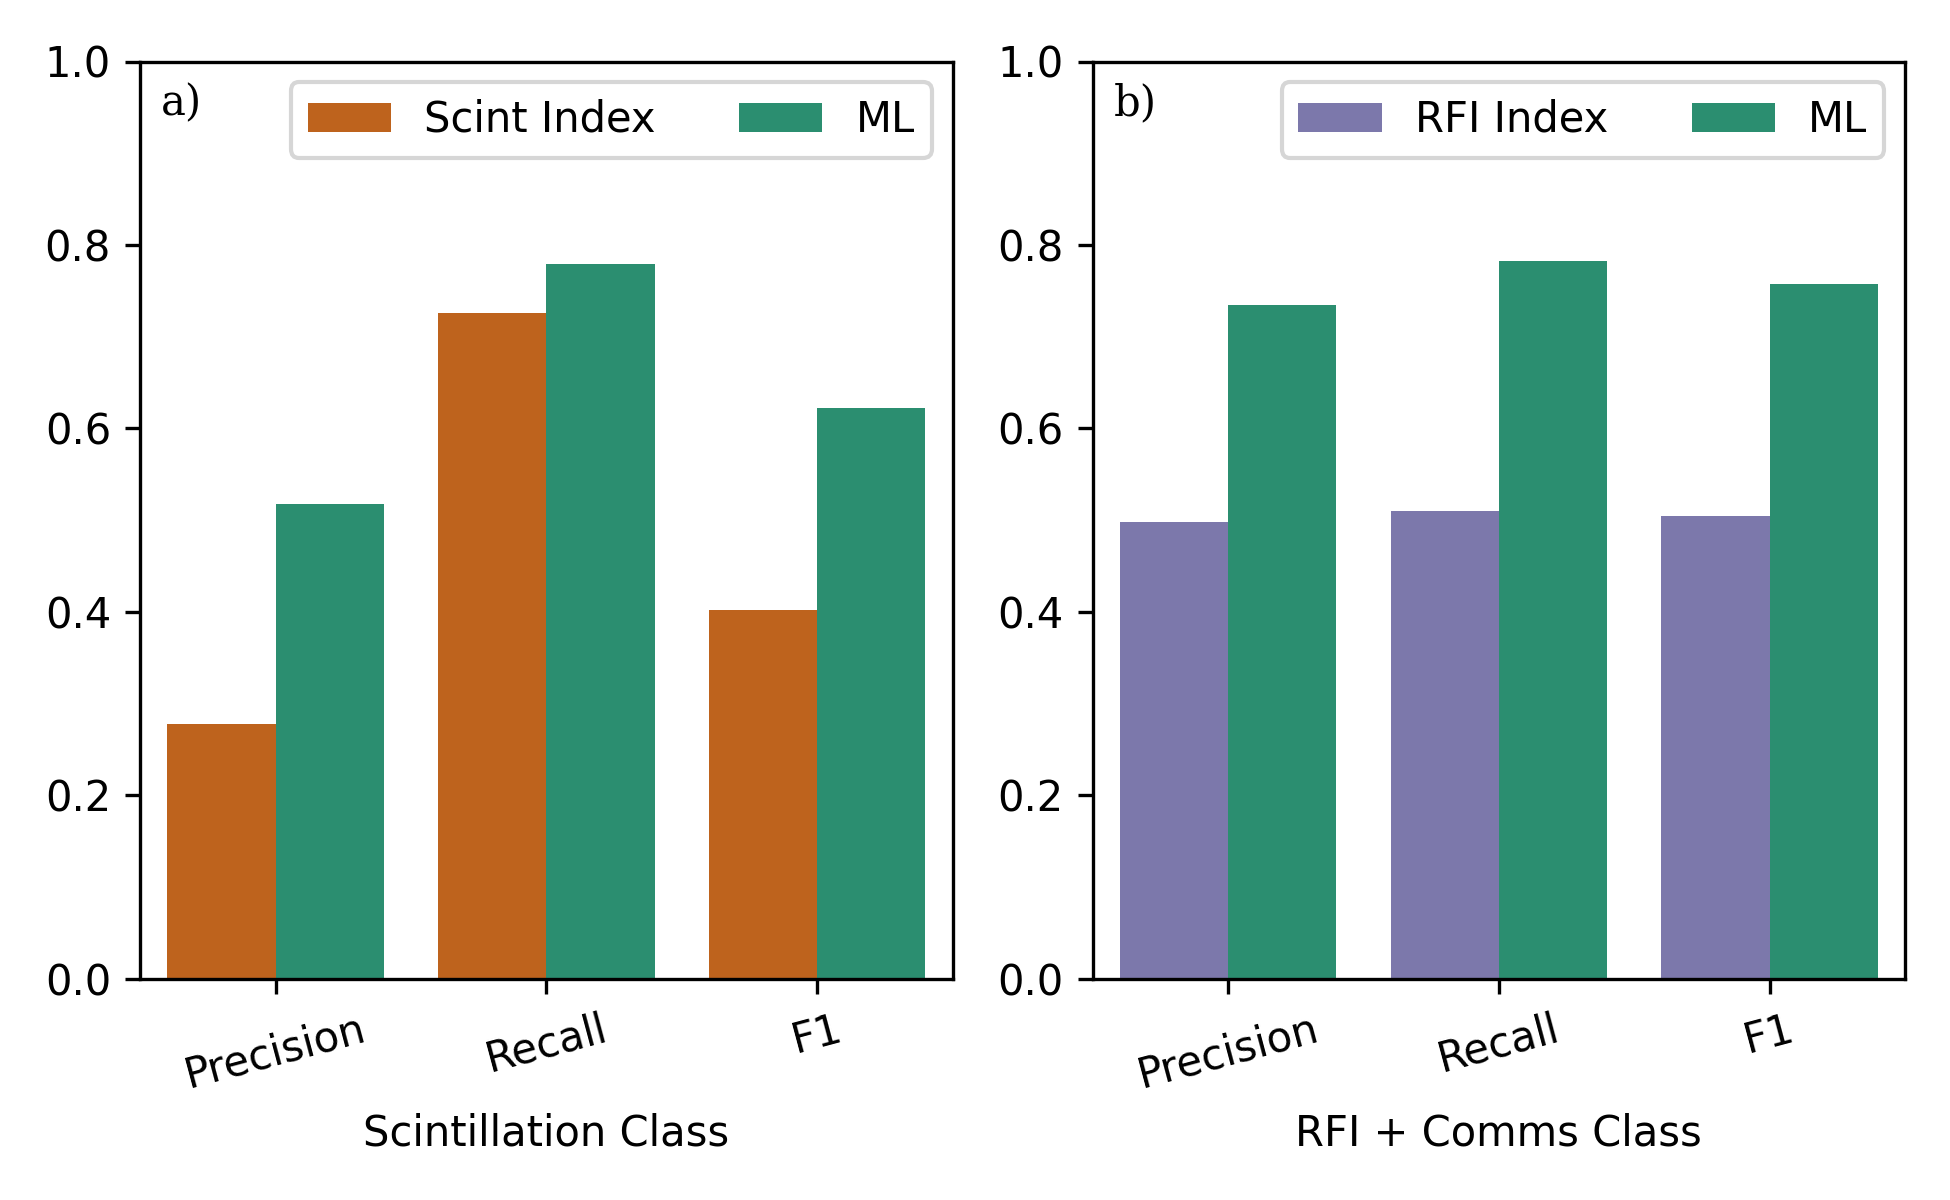 a)
Scint Index ML
1.0
0.8
0.6
0.4
0.2
0.0
Precision Recall F1
Scintillation Class
b)
RFI Index ML
1.0
0.8
0.6
0.4
0.2
0.0
Precision Recall F1
RFI + Comms Class